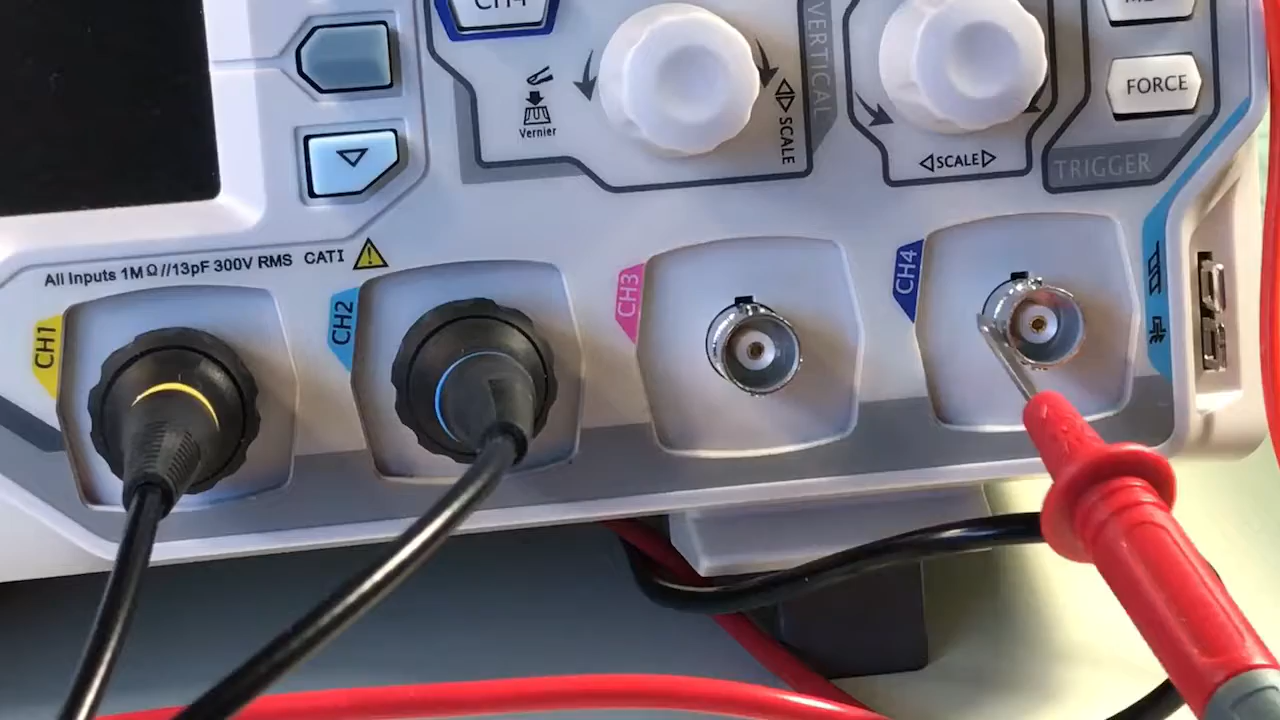 CH4
VERTICAL
Vernier
SCALE
SCALE
FORCE
TRIGGER
All Inputs 1MΩ//13pF 300V RMS CATI
CH1
CH2
CH3
CH4